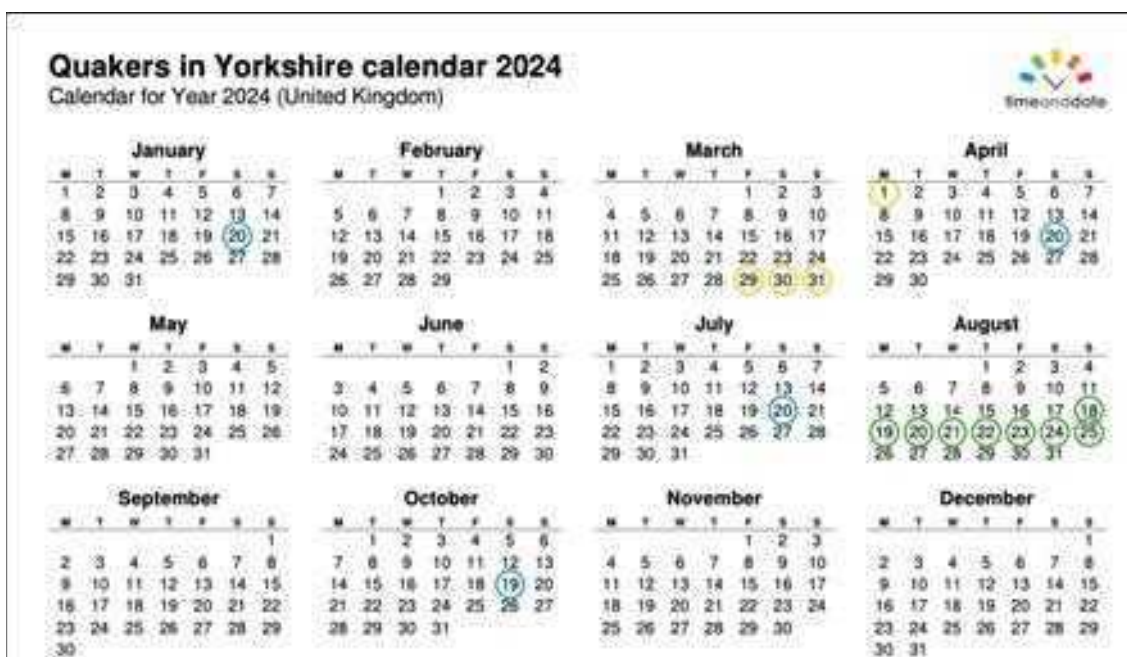 Quakers in Yorkshire calendar 2024
Calendar for Year 2024 (United Kingdom)
timeanddate
January February March April
M T W T F S S M T W T F S S M T W T F S S M T W T F S S
1 2 3 4 5 6 7 1 2 3 4 1 2 3 1 2 3 4 5 6 7
8 9 10 11 12 13 14 5 6 7 8 9 10 11 4 5 6 7 8 9 10 8 9 10 11 12 13 14
15 16 17 18 19 20 21 12 13 14 15 16 17 18 11 12 13 14 15 16 17 15 16 17 18 19 20 21
22 23 24 25 26 27 28 19 20 21 22 23 24 25 18 19 20 21 22 23 24 22 23 24 25 26 27 28
29 30 31 26 27 28 29 25 26 27 28 29 30 31 29 30
May June July August
M T W T F S S M T W T F S S M T W T F S S M T W T F S S
1 2 3 4 5 1 2 1 2 3 4 5 6 7 1 2 3 4
6 7 8 9 10 11 12 3 4 5 6 7 8 9 8 9 10 11 12 13 14 5 6 7 8 9 10 11
13 14 15 16 17 18 19 10 11 12 13 14 15 16 15 16 17 18 19 20 21 12 13 14 15 16 17 18
20 21 22 23 24 25 26 17 18 19 20 21 22 23 22 23 24 25 26 27 28 19 20 21 22 23 24 25
27 28 29 30 31 24 25 26 27 28 29 30 29 30 31 26 27 28 29 30 31
September October November December
M T W T F S S M T W T F S S M T W T F S S M T W T F S S
1 1 2 3 4 5 6 1 2 3 1
2 3 4 5 6 7 8 7 8 9 10 11 12 13 4 5 6 7 8 9 10 2 3 4 5 6 7 8
9 10 11 12 13 14 15 14 15 16 17 18 19 20 11 12 13 14 15 16 17 9 10 11 12 13 14 15
16 17 18 19 20 21 22 21 22 23 24 25 26 27 18 19 20 21 22 23 24 16 17 18 19 20 21 22
23 24 25 26 27 28 29 28 29 30 31 25 26 27 28 29 30 23 24 25 26 27 28 29
30 30 31